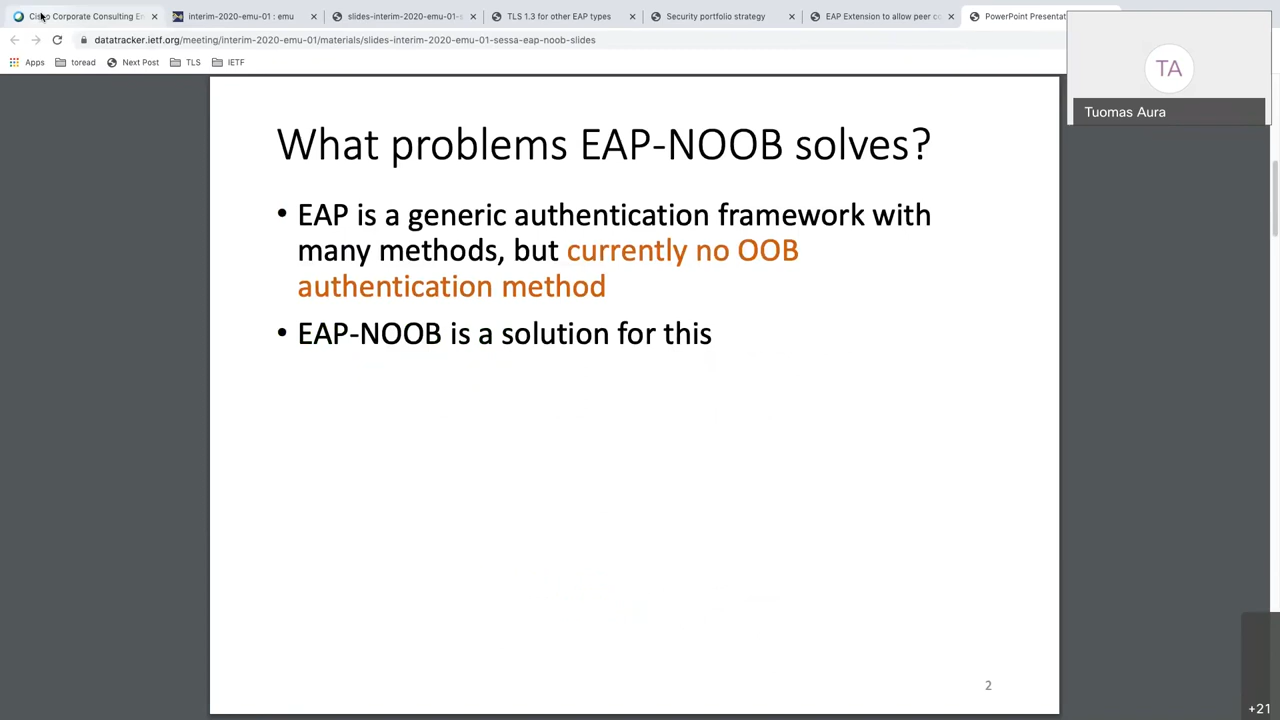 Cisco Corporate Consulting En
interim-2020-emu-01 : emu
slides-interim-2020-emu-01-s
TLS 1.3 for other EAP types
Security portfolio strategy
EAP Extension to allow peer co
PowerPoint Presentat
datatracker.ietf.org/meeting/interim-2020-emu-01/materials/slides-interim-2020-emu-01-sessa-eap-noob-slides
Apps
toread
Next Post
TLS
IETF
TA
Tuomas Aura
What problems EAP-NOOB solves?
• EAP is a generic authentication framework with
many methods, but currently no OOB
authentication method
• EAP-NOOB is a solution for this
2
+21